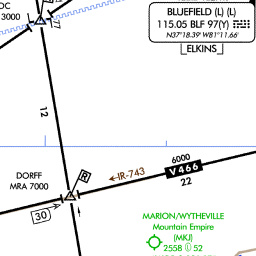 OC
3000
77
BLUEFIELD (L) (L)
115.05 BLF 97(Y)
N37°18.39' W81°11.66'
ELKINS
12
DORFF
MRA 7000
R
IR-743
6000
V466
22
30
MARION/WYTHEVILLE
Mountain Empire
(MKJ)
2558 52